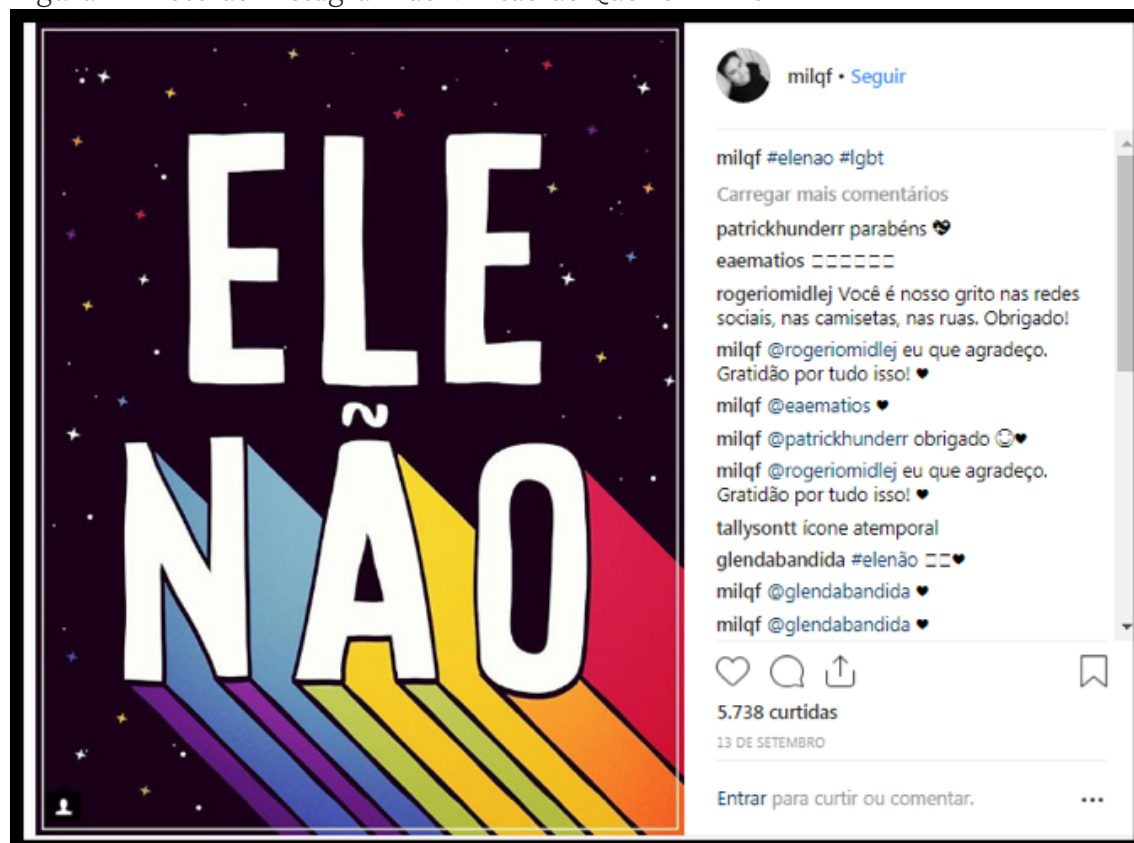 ELE
NÃO
milqf • Seguir
milqf #elenao #lgbt
Carregar mais comentários
patrickhunderr parabéns
eaematios
rogeriomidlej Você é nosso grito nas redes
sociais, nas camisetas, nas ruas. Obrigado!
milqf @rogeriomidlej eu que agradeço.
Gratidão por tudo isso! ♥
milqf @eaematios ♥
milqf @patrickhunderr obrigado ☺♥
milqf @rogeriomidlej eu que agradeço.
Gratidão por tudo isso! ♥
tallysontt ícone atemporal
glendabandida #elenão ♥
milqf @glendabandida ♥
milqf @glendabandida ♥
5.738 curtidas
13 DE SETEMBRO
Entrar para curtir ou comentar.